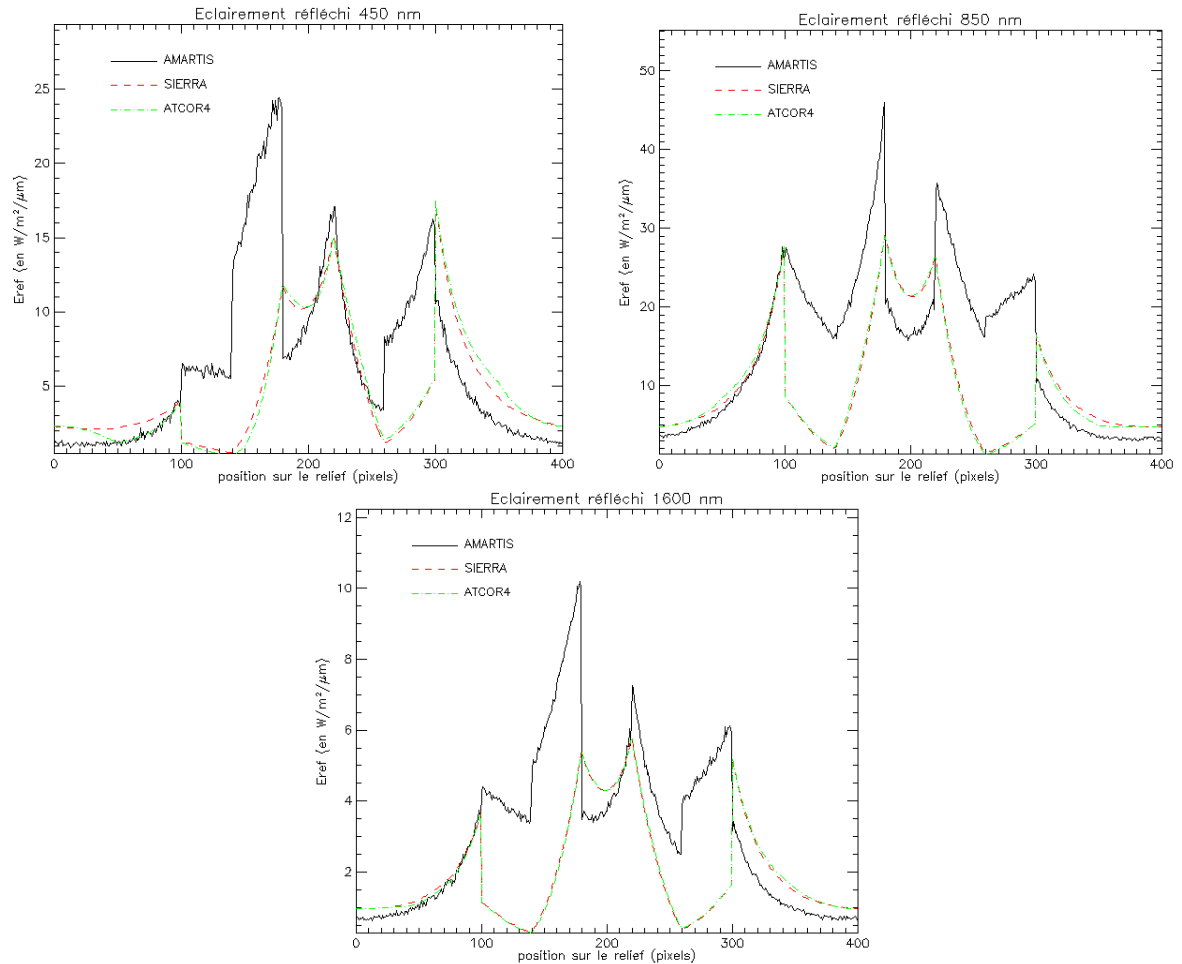 Eclairement réfléchi 450 nm
AMARTIS
SIERRA
ATCOR4
25
20
15
10
5
Eref (en W/m²/μm)
0 100 200 300 400
position sur le relief (pixels)
Eclairement réfléchi 850 nm
AMARTIS
SIERRA
ATCOR4
50
40
30
20
10
Eref (en W/m²/μm)
0 100 200 300 400
position sur le relief (pixels)
Eclairement réfléchi 1600 nm
AMARTIS
SIERRA
ATCOR4
12
10
8
6
4
2
Eref (en W/m²/μm)
0 100 200 300 400
position sur le relief (pixels)